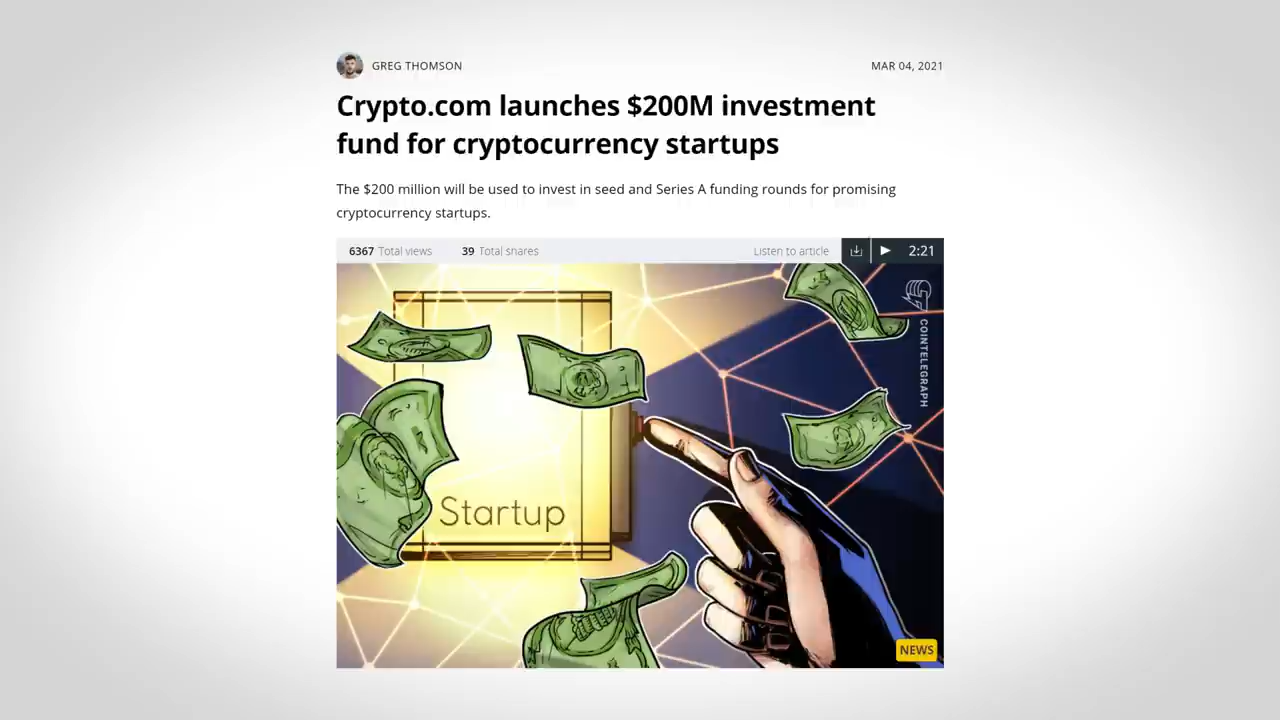 GREG THOMSON
MAR 04, 2021
Crypto.com launches $200M investment
fund for cryptocurrency startups
The $200 million will be used to invest in seed and Series A funding rounds for promising
cryptocurrency startups.
6367 Total views 39 Total shares Listen to article 2:21
COINTELEGRAPH
Startup
NEWS